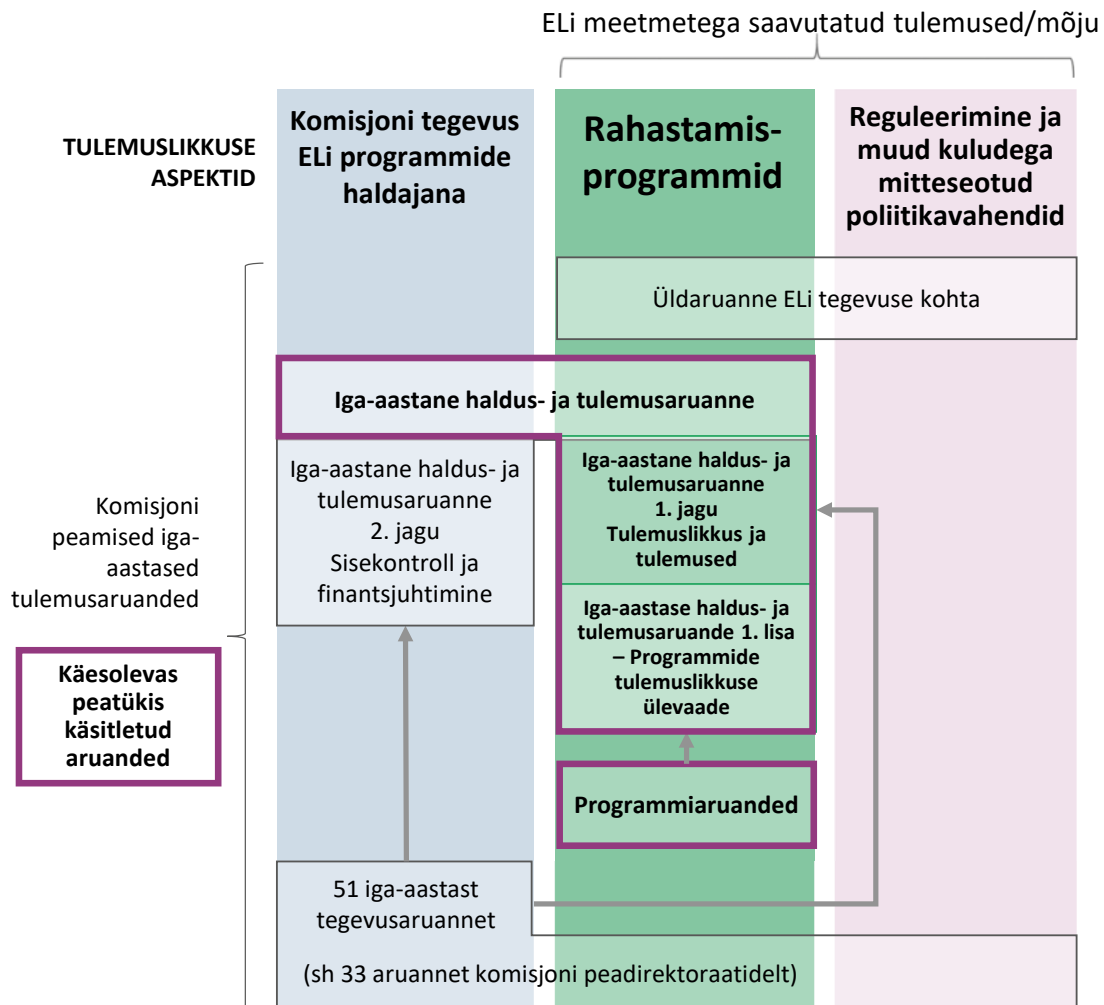 ELi meetmetega saavutatud tulemused/mõju
TULEMUSLIKKUSE
ASPEKTID
Komisjoni tegevus
ELi programmide
haldajana
Rahastamis-
programmid
Reguleerimine ja
muud kuludega
mitteseotud
poliitikavahendid
Üldaruanne ELi tegevuse kohta
Iga-aastane haldus- ja tulemusaruanne
Iga-aastane haldus- ja
tulemusaruanne
2. jagu
Sisekontroll ja
finantsjuhtimine
Iga-aastane haldus- ja
tulemusaruanne
1. jagu
Tulemuslikkus ja
tulemused
Iga-aastase haldus- ja
tulemusaruande 1. lisa
– Programmide
tulemuslikkuse
ülevaade
Komisjoni
peamised iga-
aastased
tulemusaruanded
Käesolevas
peatükis
käsitletud
aruanded
Programmiaruanded
51 iga-aastast
tegevusaruannet
(sh 33 aruannet komisjoni peadirektoraatidelt)